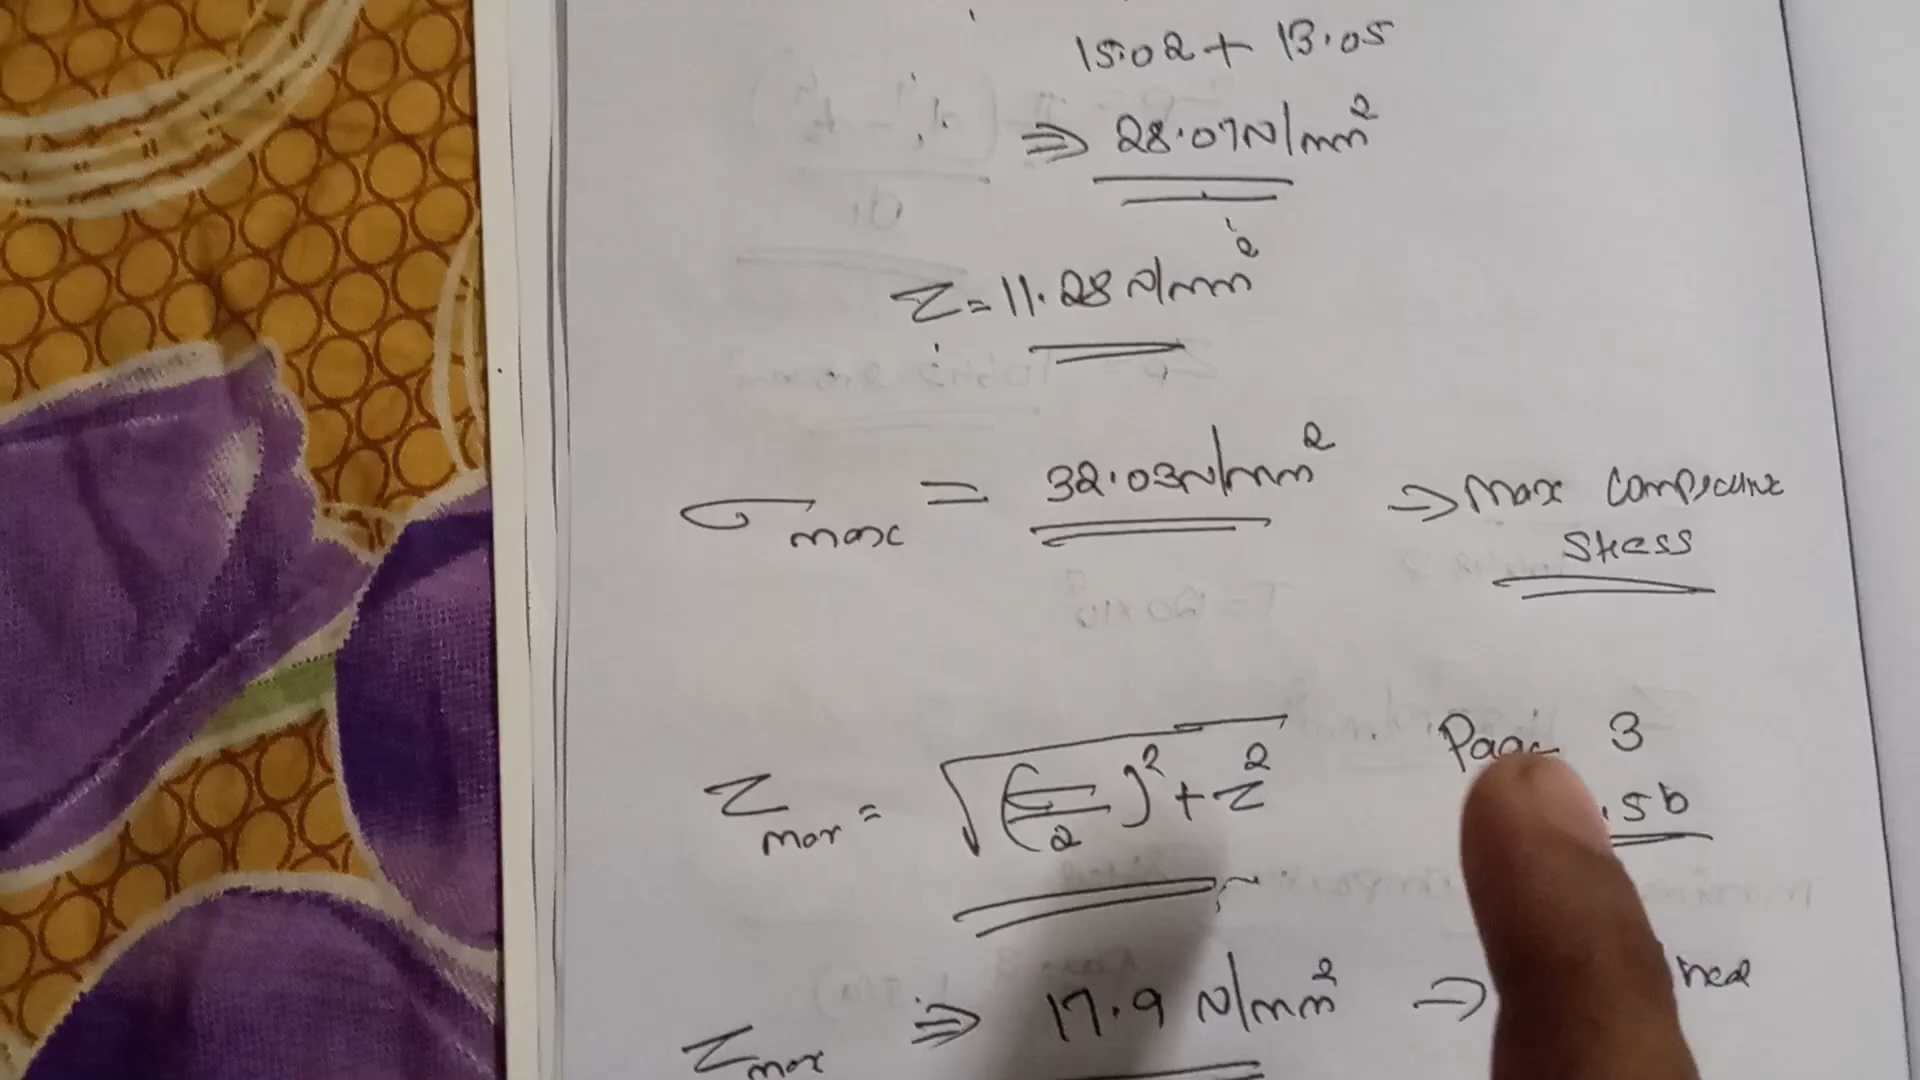 15.02 + 13.05
⇒ 28.07 N/mm²
τ = 11.28 N/mm²
σmax = 32.03 N/mm² → Max compressive stress
τmax = √(σ/2)² + τ² Page 3
.5b
τmax ⇒ 17.9 N/mm² →